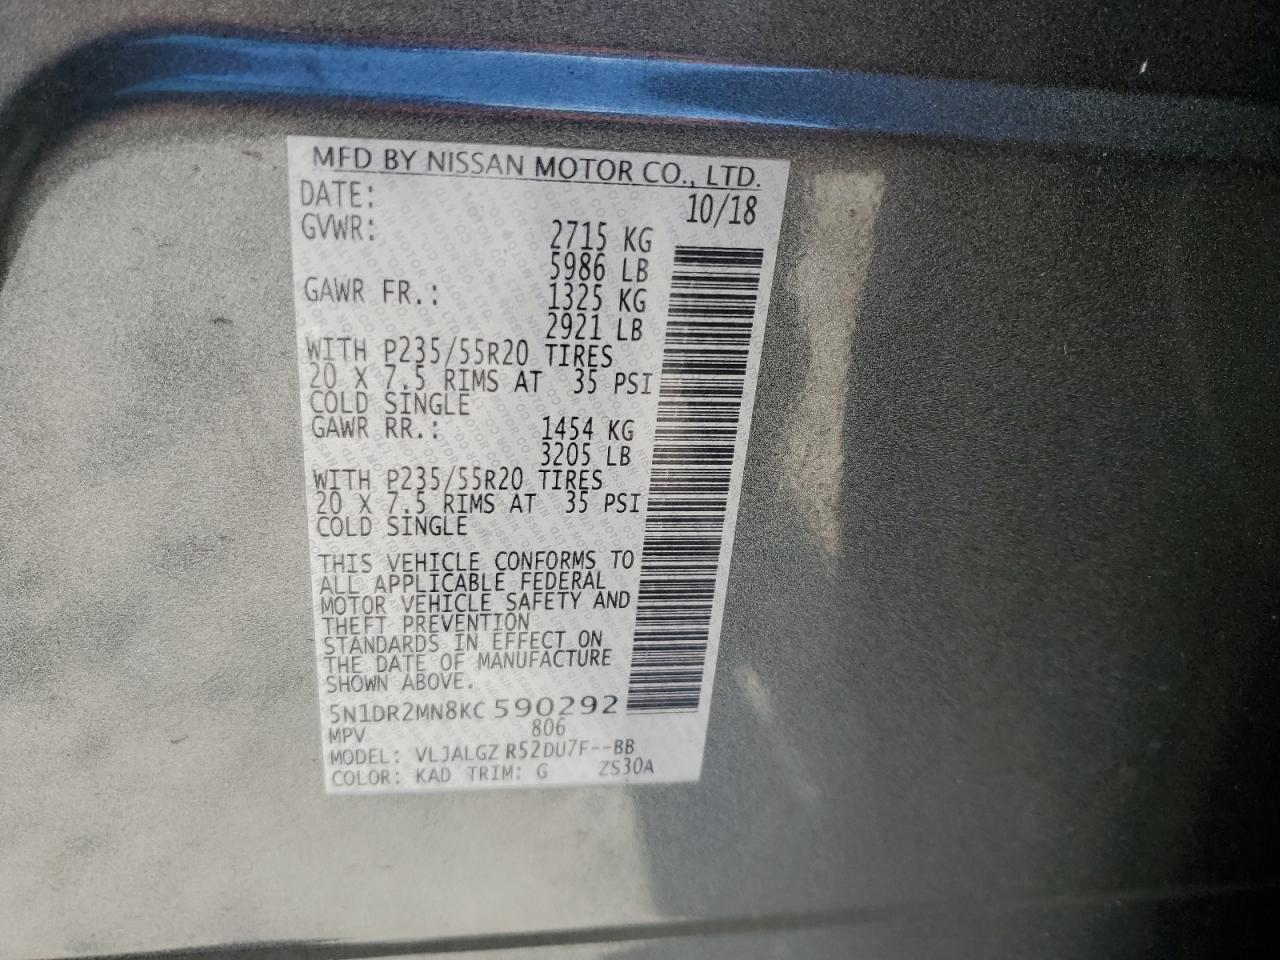 MFD BY NISSAN MOTOR CO., LTD.
DATE: 10/18
GVWR: 2715 KG
5986 LB
GAWR FR.: 1325 KG
2921 LB
WITH P235/55R20 TIRES
20 X 7.5 RIMS AT 35 PSI
COLD SINGLE
GAWR RR.: 1454 KG
3205 LB
WITH P235/55R20 TIRES
20 X 7.5 RIMS AT 35 PSI
COLD SINGLE
THIS VEHICLE CONFORMS TO
ALL APPLICABLE FEDERAL
MOTOR VEHICLE SAFETY AND
THEFT PREVENTION
STANDARDS IN EFFECT ON
THE DATE OF MANUFACTURE
SHOWN ABOVE.
5N1DR2MN8KC 590292
MPV 806
MODEL: VLJALGZ R52DU7F--BB
COLOR: KAD TRIM: G ZS30A